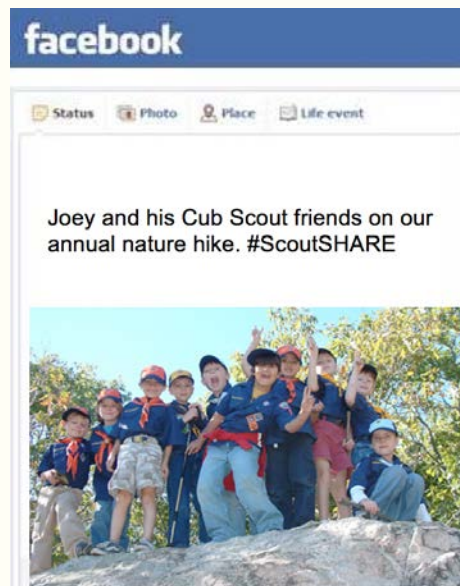 facebook
Status Photo Place Life event
Joey and his Cub Scout friends on our
annual nature hike. #ScoutSHARE